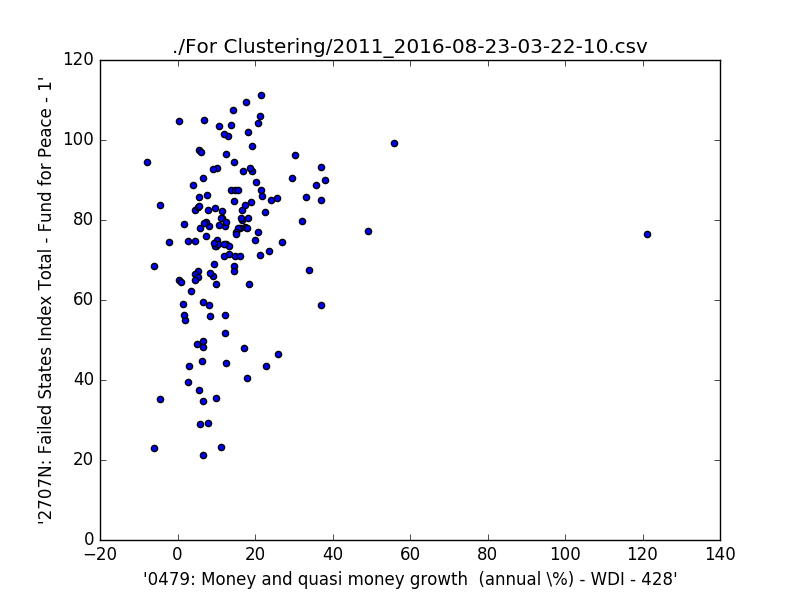 ./For Clustering/2011_2016-08-23-03-22-10.csv
120
100
80
60
40
20
0
'2707N: Failed States Index Total - Fund for Peace - 1'
−20 0 20 40 60 80 100 120 140
'0479: Money and quasi money growth  (annual \%) - WDI - 428'